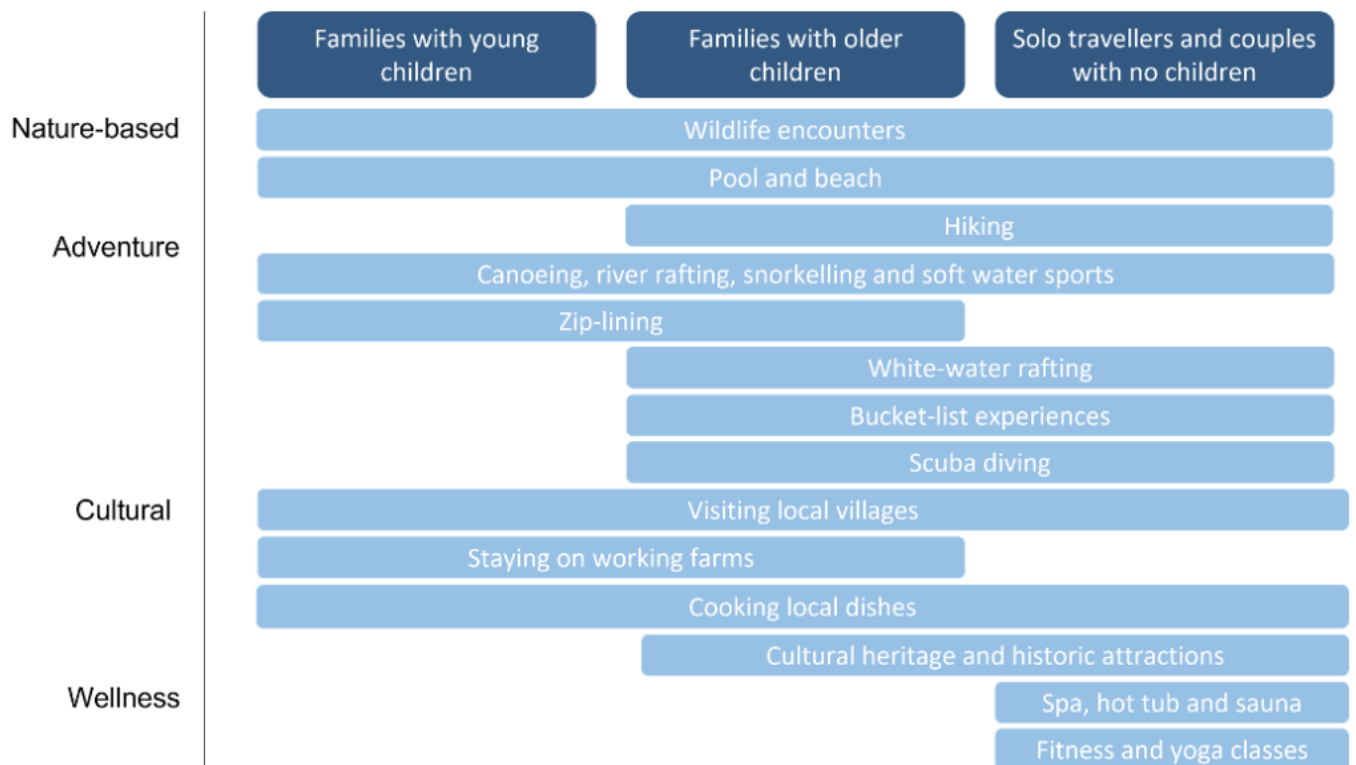 Families with young
children
Families with older
children
Solo travellers and couples
with no children
Nature-based
Wildlife encounters
Pool and beach
Hiking
Adventure
Canoeing, river rafting, snorkelling and soft water sports
Zip-lining
White-water rafting
Bucket-list experiences
Scuba diving
Cultural
Visiting local villages
Staying on working farms
Cooking local dishes
Cultural heritage and historic attractions
Wellness
Spa, hot tub and sauna
Fitness and yoga classes